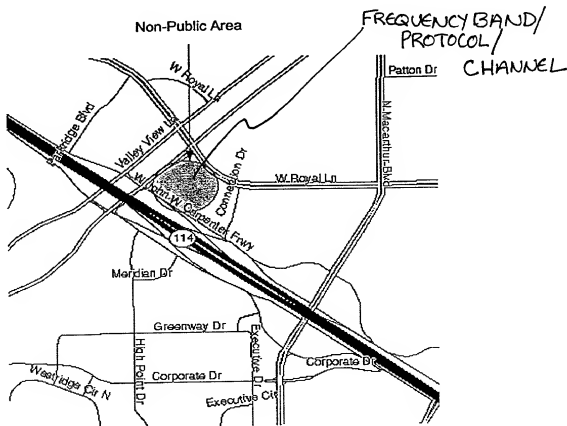 Non-Public Area
FREQUENCY BAND/
PROTOCOL/
CHANNEL
Patton Dr
W Royal Ln
N. Macarthur-Blvd
Valley View Ln
Connection Dr
W Royal Ln
W John W Carpenter Frwy
114
Meridian Dr
Greenway Dr
Executive Dr
High Point Dr
Corporate Dr
Corporate Dr
Westridge Cir N
Executive Cir